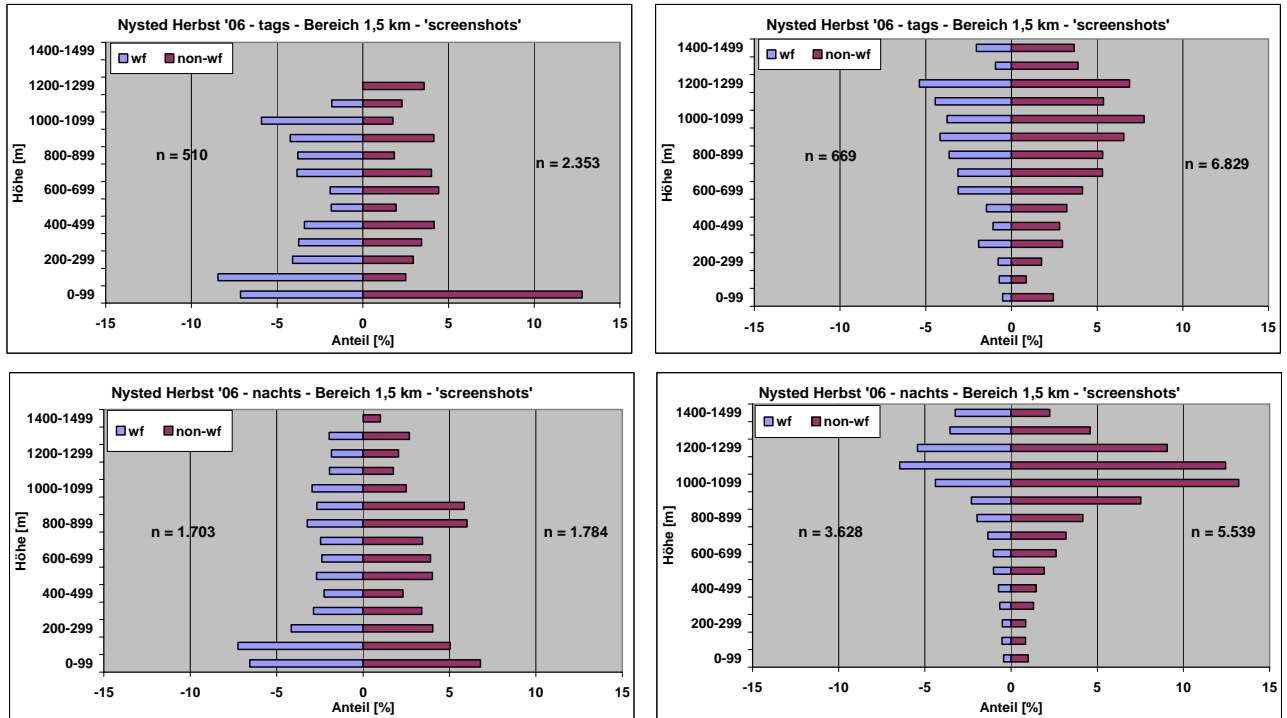 Nysted Herbst '06 - tags - Bereich 1,5 km - 'screenshots'
wf non-wf
1400-1499
1200-1299
1000-1099
800-899
600-699
400-499
200-299
0-99
Höhe [m]
n = 510
n = 2.353
-15 -10 -5 0 5 10 15
Anteil [%]
Nysted Herbst '06 - tags - Bereich 1,5 km - 'screenshots'
wf non-wf
1400-1499
1200-1299
1000-1099
800-899
600-699
400-499
200-299
0-99
Höhe [m]
n = 669
n = 6.829
-15 -10 -5 0 5 10 15
Anteil [%]
Nysted Herbst '06 - nachts - Bereich 1,5 km - 'screenshots'
wf non-wf
1400-1499
1200-1299
1000-1099
800-899
600-699
400-499
200-299
0-99
Höhe [m]
n = 1.703
n = 1.784
-15 -10 -5 0 5 10 15
Anteil [%]
Nysted Herbst '06 - nachts - Bereich 1,5 km - 'screenshots'
wf non-wf
1400-1499
1200-1299
1000-1099
800-899
600-699
400-499
200-299
0-99
Höhe [m]
n = 3.628
n = 5.539
-15 -10 -5 0 5 10 15
Anteil [%]